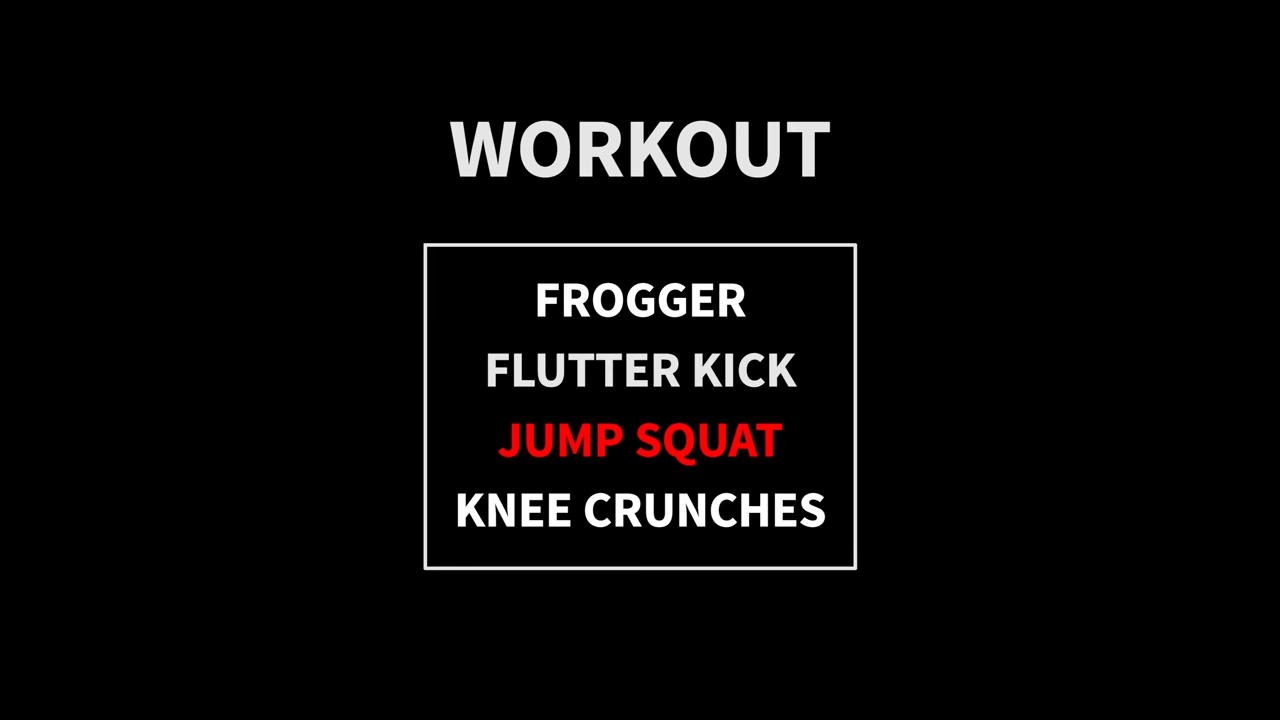 WORKOUT
FROGGER
FLUTTER KICK
JUMP SQUAT
KNEE CRUNCHES